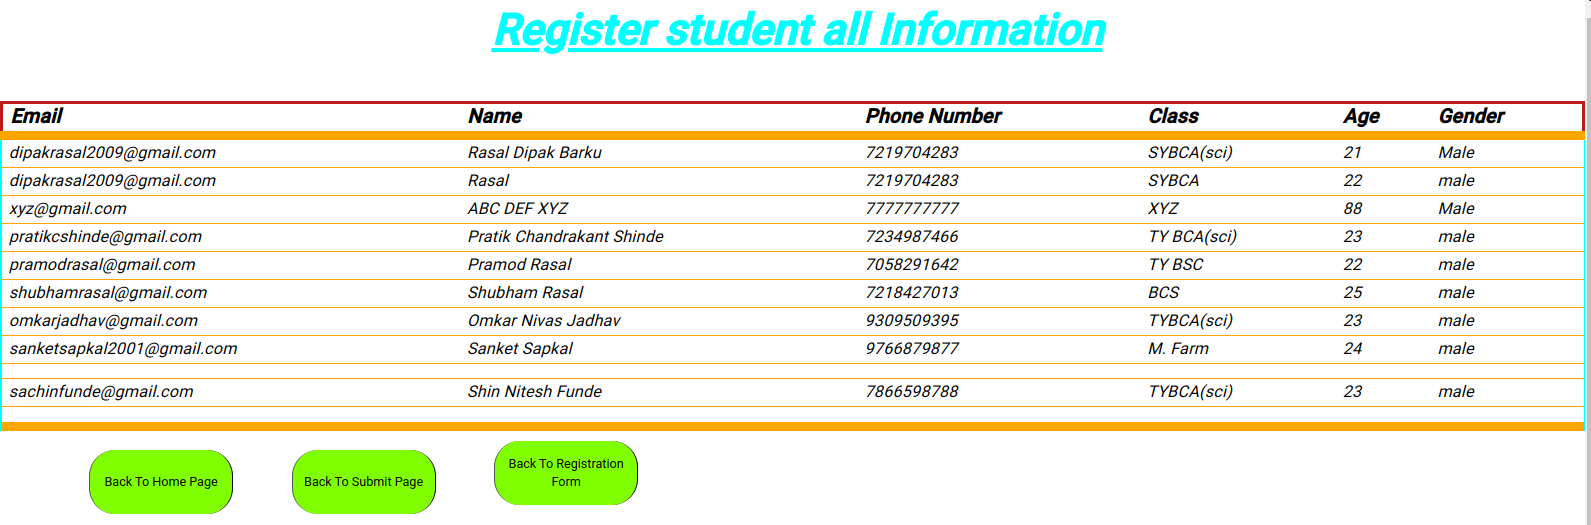 Register student all Information
Email Name Phone Number Class Age Gender
dipakrasal2009@gmail.com Rasal Dipak Barku 7219704283 SYBCA(sci) 21 Male
dipakrasal2009@gmail.com Rasal 7219704283 SYBCA 22 male
xyz@gmail.com ABC DEF XYZ 7777777777 XYZ 88 Male
pratikcshinde@gmail.com Pratik Chandrakant Shinde 7234987466 TY BCA(sci) 23 male
pramodrasal@gmail.com Pramod Rasal 7058291642 TY BSC 22 male
shubhamrasal@gmail.com Shubham Rasal 7218427013 BCS 25 male
omkarjadhav@gmail.com Omkar Nivas Jadhav 9309509395 TYBCA(sci) 23 male
sanketsapkal2001@gmail.com Sanket Sapkal 9766879877 M. Farm 24 male
sachinfunde@gmail.com Shin Nitesh Funde 7866598788 TYBCA(sci) 23 male
Back To Home Page
Back To Submit Page
Back To Registration
Form